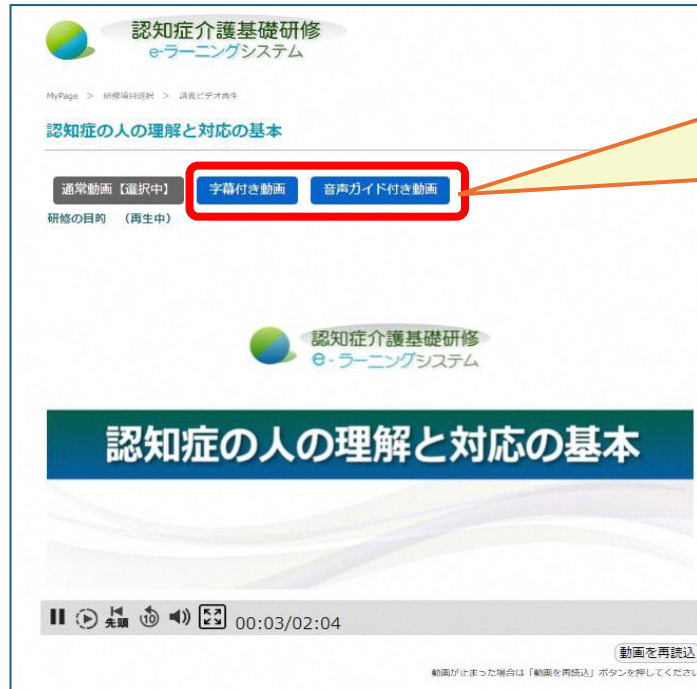 認知症介護基礎研修
e-ラーニングシステム
MyPage > 研修項目選択 > 講義ビデオ再生
認知症の人の理解と対応の基本
通常動画【選択中】 字幕付き動画 音声ガイド付き動画
研修の目的 （再生中）
認知症介護基礎研修
e-ラーニングシステム
認知症の人の理解と対応の基本
先頭 10 00:03/02:04
動画を再読込
動画が止まった場合は「動画を再読込」ボタンを押してくださ